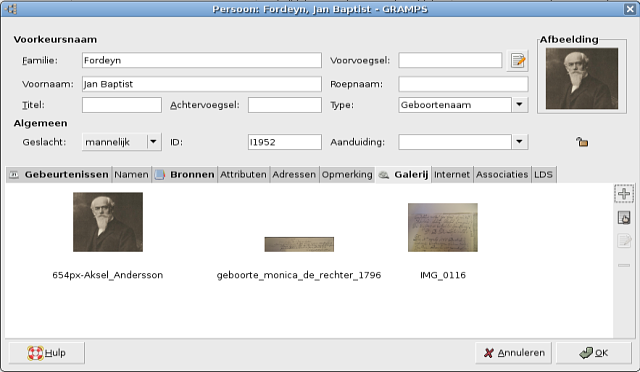 Persoon: Fordeyn, Jan Baptist - GRAMPS
Voorkeursnaam
Afbeelding
Familie: Fordeyn Voorvoegsel:
Voornaam: Jan Baptist Roepnaam:
Titel: Achtervoegsel: Type: Geboortenaam
Algemeen
Geslacht: mannelijk ID: I1952 Aanduiding:
Gebeurtenissen Namen Bronnen Attributen Adressen Opmerking Galerij Internet Associaties LDS
654px-Aksel_Andersson geboorte_monica_de_rechter_1796 IMG_0116
Hulp Annuleren OK